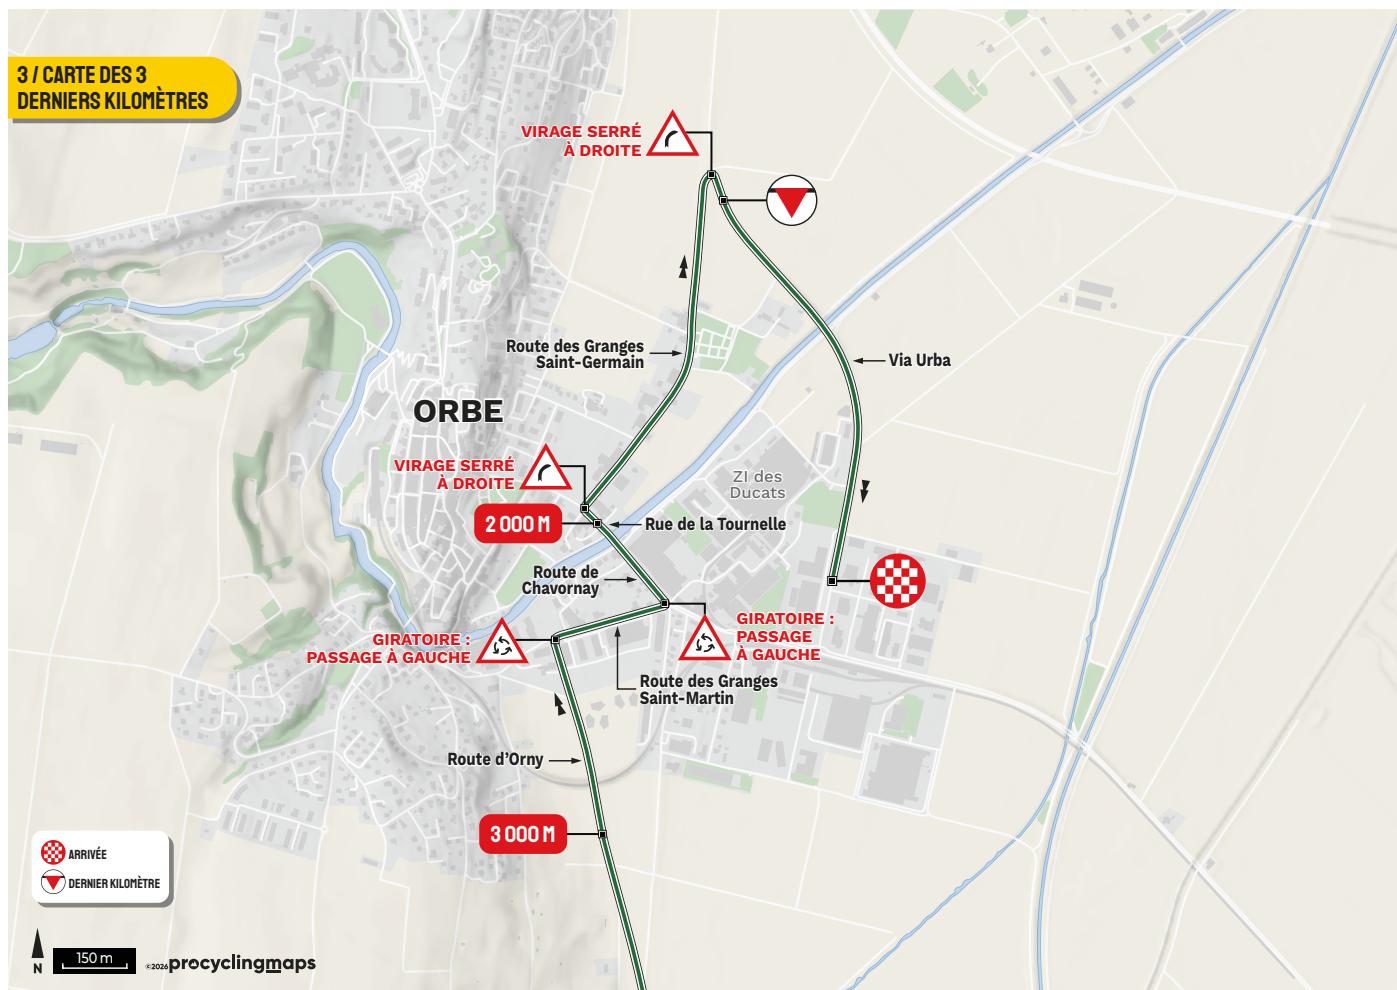 3 / CARTE DES 3
DERNIERS KILOMÈTRES
VIRAGE SERRÉ
À DROITE
Route des Granges
Saint-Germain
Via Urba
ORBE
VIRAGE SERRÉ
À DROITE
ZI des
Ducats
2 000 M
Rue de la Tournelle
Route de
Chavornay
GIRATOIRE :
PASSAGE À GAUCHE
GIRATOIRE :
PASSAGE
À GAUCHE
Route des Granges
Saint-Martin
Route d'Orny
3 000 M
ARRIVÉE
DERNIER KILOMÈTRE
N
150 m
©2026 procyclingmaps